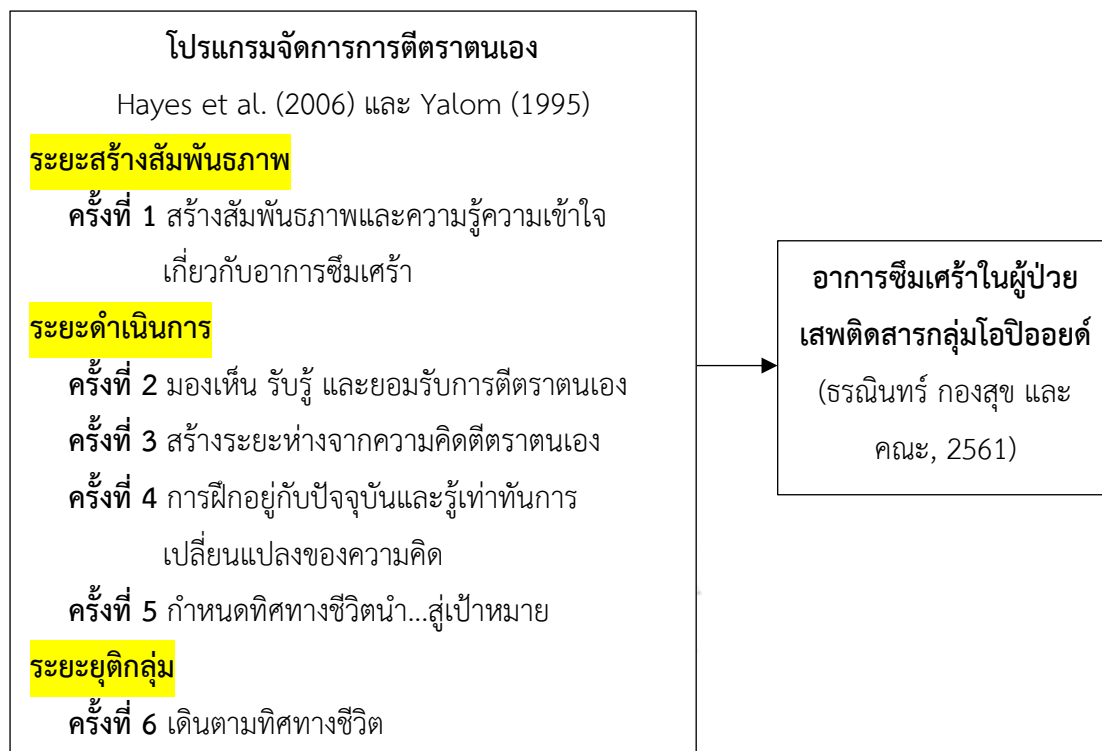 โปรแกรมจัดการการตีตราตนเอง
Hayes et al. (2006) และ Yalom (1995)
ระยะสร้างสัมพันธภาพ
ครั้งที่ 1 สร้างสัมพันธภาพและความรู้ความเข้าใจ
เกี่ยวกับอาการซึมเศร้า
ระยะดำเนินการ
ครั้งที่ 2 มองเห็น รับรู้ และยอมรับการตีตราตนเอง
ครั้งที่ 3 สร้างระยะห่างจากความคิดตีตราตนเอง
ครั้งที่ 4 การฝึกอยู่กับปัจจุบันและรู้เท่าทันการ
เปลี่ยนแปลงของความคิด
ครั้งที่ 5 กำหนดทิศทางชีวิตนำ...สู่เป้าหมาย
ระยะยุติกลุ่ม
ครั้งที่ 6 เดินตามทิศทางชีวิต
อาการซึมเศร้าในผู้ป่วย
เสพติดสารกลุ่มโอปิออยด์
(ธรณินทร์ กองสุข และ
คณะ, 2561)